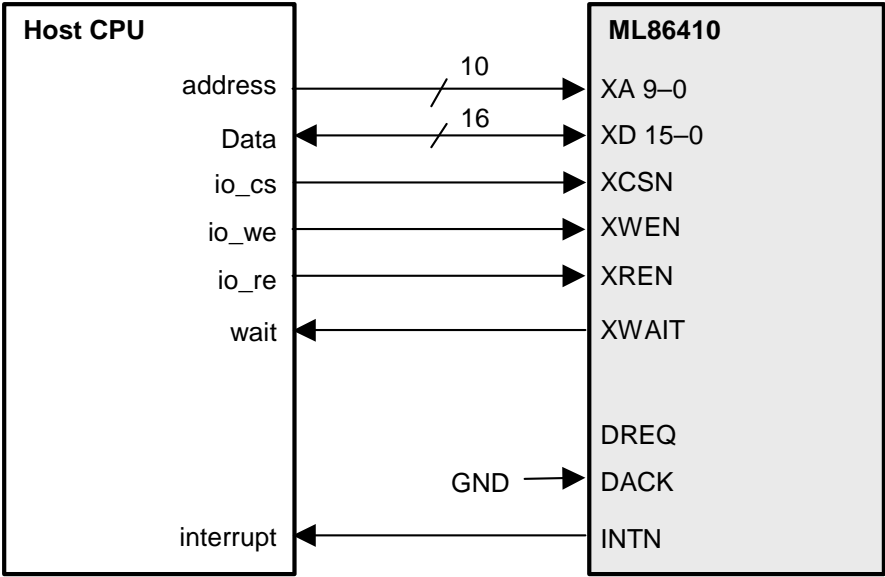 Host CPU
ML86410
address
10
XA 9–0
Data
16
XD 15–0
io_cs
XCSN
io_we
XWEN
io_re
XREN
wait
XWAIT
DREQ
GND
DACK
interrupt
INTN